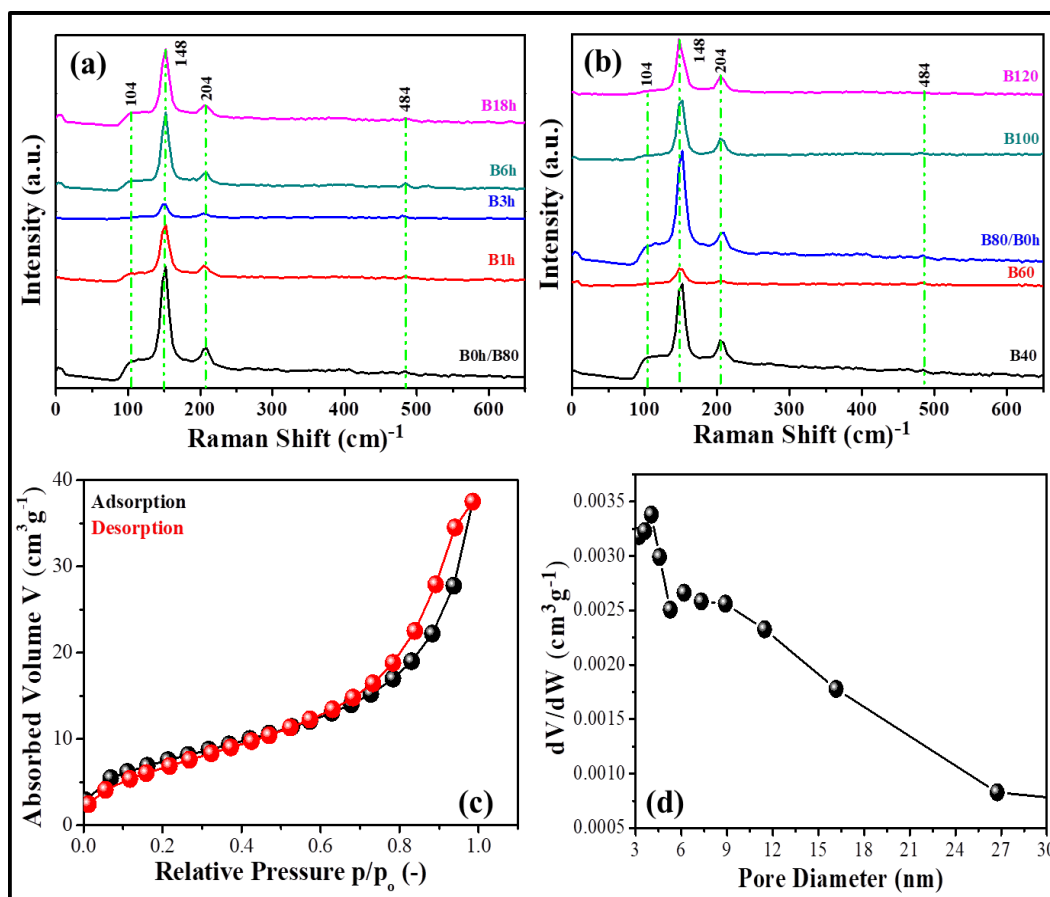 (a)
104
148
204
484
B18h
B6h
B3h
B1h
B0h/B80
Intensity (a.u.)
0 100 200 300 400 500 600
Raman Shift (cm)-1
(b)
104
148
204
484
B120
B100
B80/B0h
B60
B40
Intensity (a.u.)
0 100 200 300 400 500 600
Raman Shift (cm)-1
Adsorption
Desorption
(c)
Absorbed Volume V (cm3g-1)
40
30
20
10
0
0.0 0.2 0.4 0.6 0.8 1.0
Relative Pressure p/po (-)
(d)
dV/dW (cm3g-1)
0.0035
0.0030
0.0025
0.0020
0.0015
0.0010
0.0005
3 6 9 12 15 18 21 24 27 30
Pore Diameter (nm)